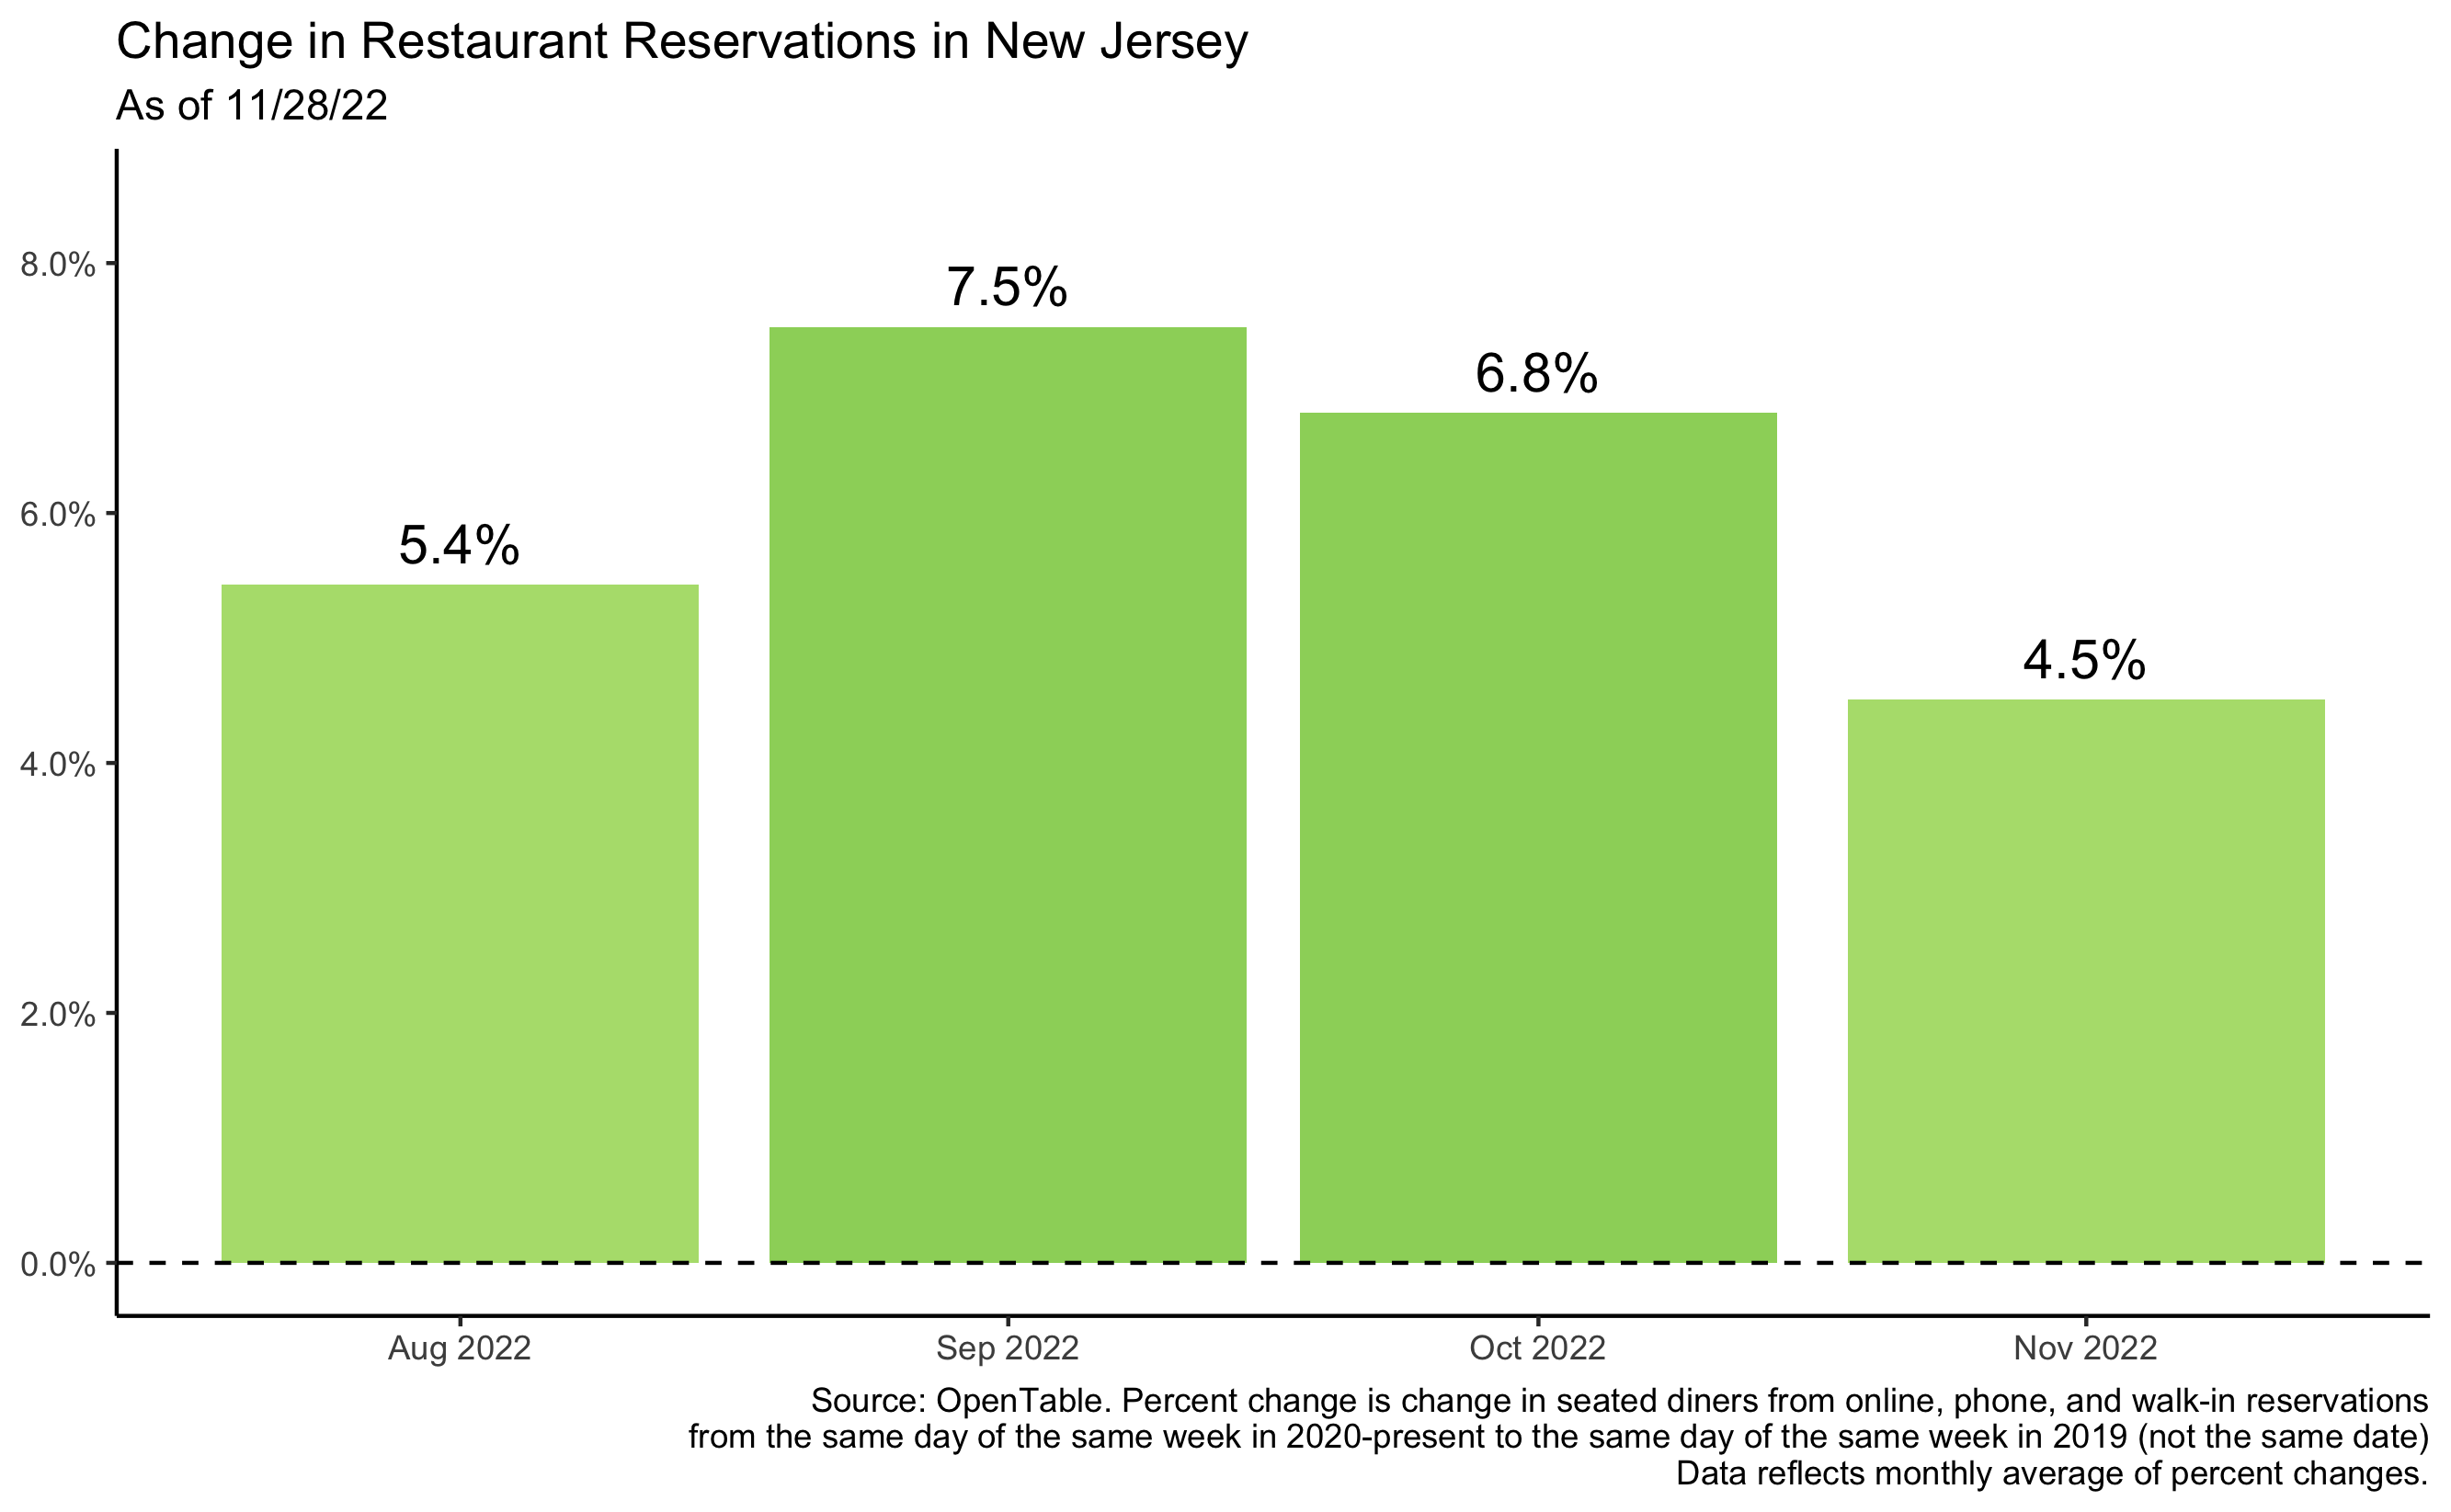 Change in Restaurant Reservations in New Jersey
As of 11/28/22
8.0%
6.0%
4.0%
2.0%
0.0%
5.4%
7.5%
6.8%
4.5%
Aug 2022
Sep 2022
Oct 2022
Nov 2022
Source: OpenTable. Percent change is change in seated diners from online, phone, and walk-in reservations
from the same day of the same week in 2020-present to the same day of the same week in 2019 (not the same date)
Data reflects monthly average of percent changes.